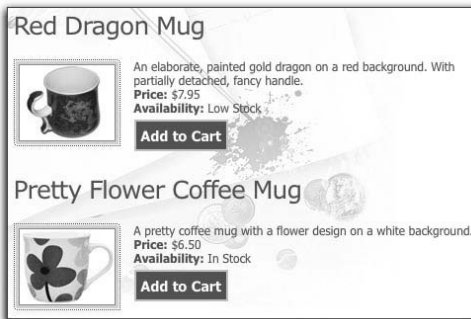 Red Dragon Mug
An elaborate, painted gold dragon on a red background. With
partially detached, fancy handle.
Price: $7.95
Availability: Low Stock
Add to Cart
Pretty Flower Coffee Mug
A pretty coffee mug with a flower design on a white background.
Price: $6.50
Availability: In Stock
Add to Cart